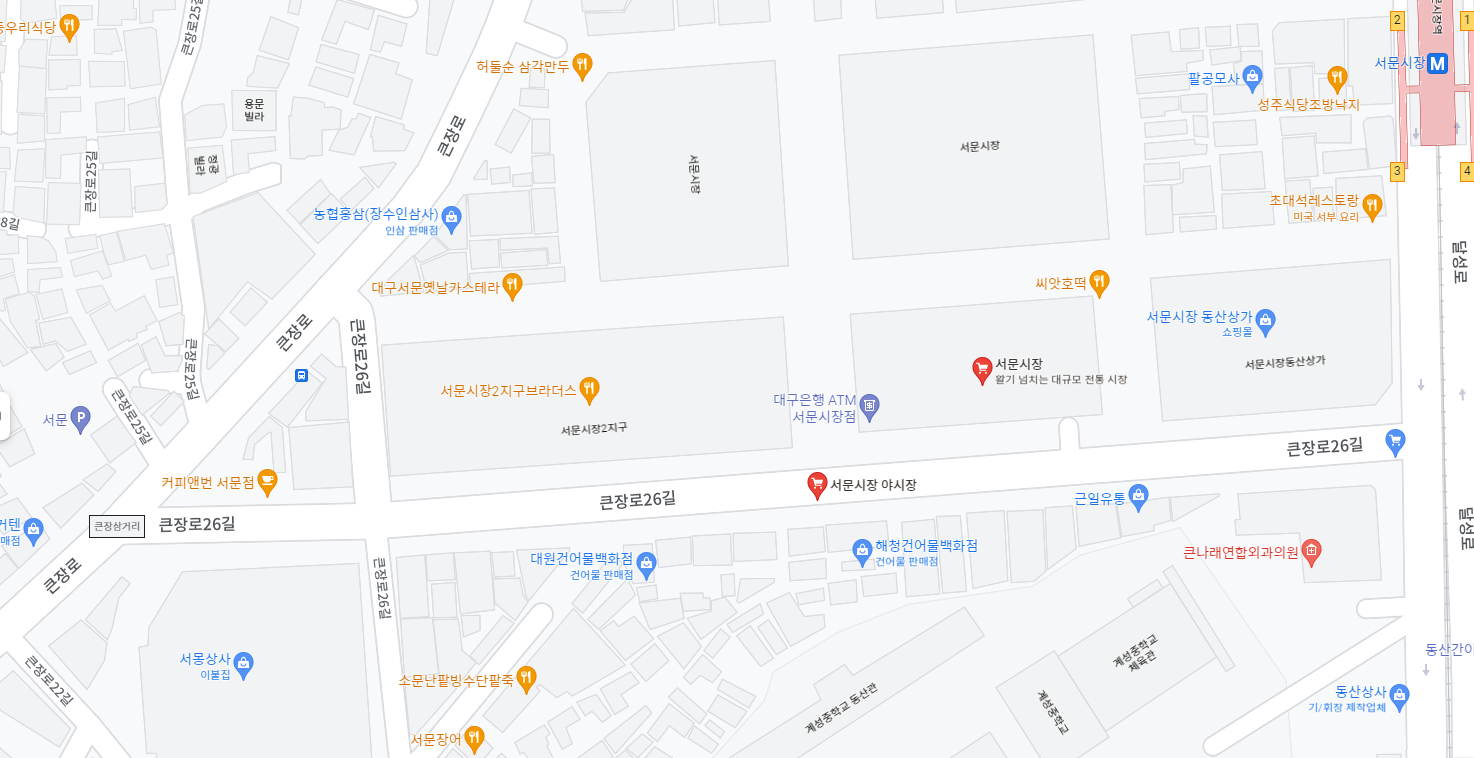 큰장로25길
2
1
우리식당
허둘순 삼각만두
서문시장
팔공모사
성주식당조방낙지
용문
빌라
큰장로
서문시장
서문시장
정광
빌라
큰장로25길
3
4
초대석레스토랑
미국 서부 요리
농협홍삼(장수인삼사)
인삼 판매점
8길
달성로
대구서문옛날카스테라
씨앗호떡
서문시장 동산상가
쇼핑몰
큰장로
큰장로26길
큰장로25길
서문시장동산상가
서문시장
활기 넘치는 대규모 전통 시장
서문시장2지구브라더스
대구은행 ATM
서문시장점
큰장로25길
서문
P
서문시장2지구
큰장로26길
커피앤번 서문점
서문시장 야시장
큰장로26길
근일유통
달성로
큰장삼거리
큰장로26길
커텐
매점
대원건어물백화점
건어물 판매점
해청건어물백화점
건어물 판매점
큰나래연합외과의원
큰장로
큰장로26길
서몽상사
이불집
소문난팥빙수단팥죽
계성중학교
체육관
동산간이
큰장로22길
계성중학교 동산관
계성중학교
동산상사
기/휘장 제작업체
서문장어